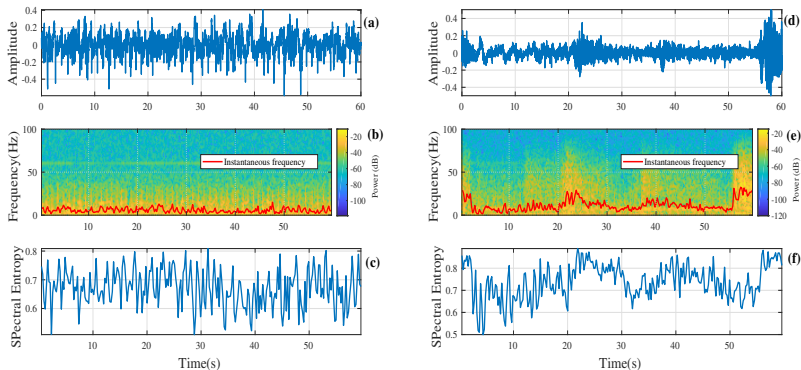 (a)
Amplitude
0.4
0.2
0
-0.2
-0.4
0 10 20 30 40 50 60
(b)
Frequency(Hz)
100
50
0
Instantaneous frequency
10 20 30 40 50
-20
-40
-60
-80
-100
Power (dB)
(c)
SPectral Entropy
0.8
0.7
0.6
10 20 30 40 50
Time(s)
(d)
Amplitude
0.4
0.2
0
-0.2
-0.4
0 10 20 30 40 50 60
(e)
Frequency(Hz)
100
50
0
Instantaneous frequency
10 20 30 40 50
-20
-40
-60
-80
-100
-120
Power (dB)
(f)
SPectral Entropy
0.8
0.7
0.6
0.5
10 20 30 40 50
Time(s)